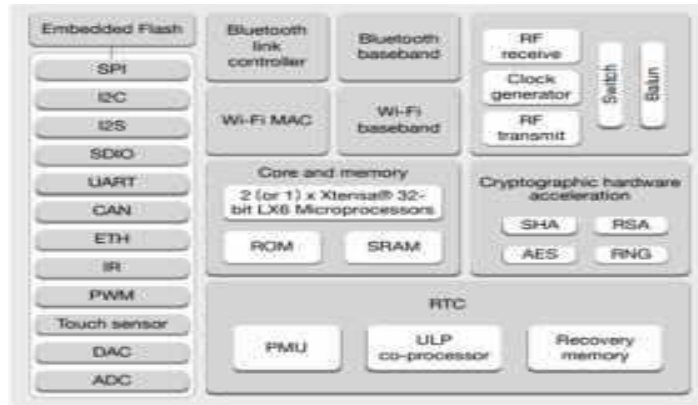 Embedded Flash
SPI
I2C
I2S
SDIO
UART
CAN
ETH
IR
PWM
Touch sensor
DAC
ADC
Bluetooth
link
controller
Bluetooth
baseband
Wi-Fi MAC
Wi-Fi
baseband
RF
receive
Clock
generator
RF
transmit
Switch
Balun
Core and memory
2 (or 1) x Xtensa® 32-
bit LX6 Microprocessors
ROM
SRAM
Cryptographic hardware
acceleration
SHA
RSA
AES
RNG
RTC
PMU
ULP
co-processor
Recovery
memory